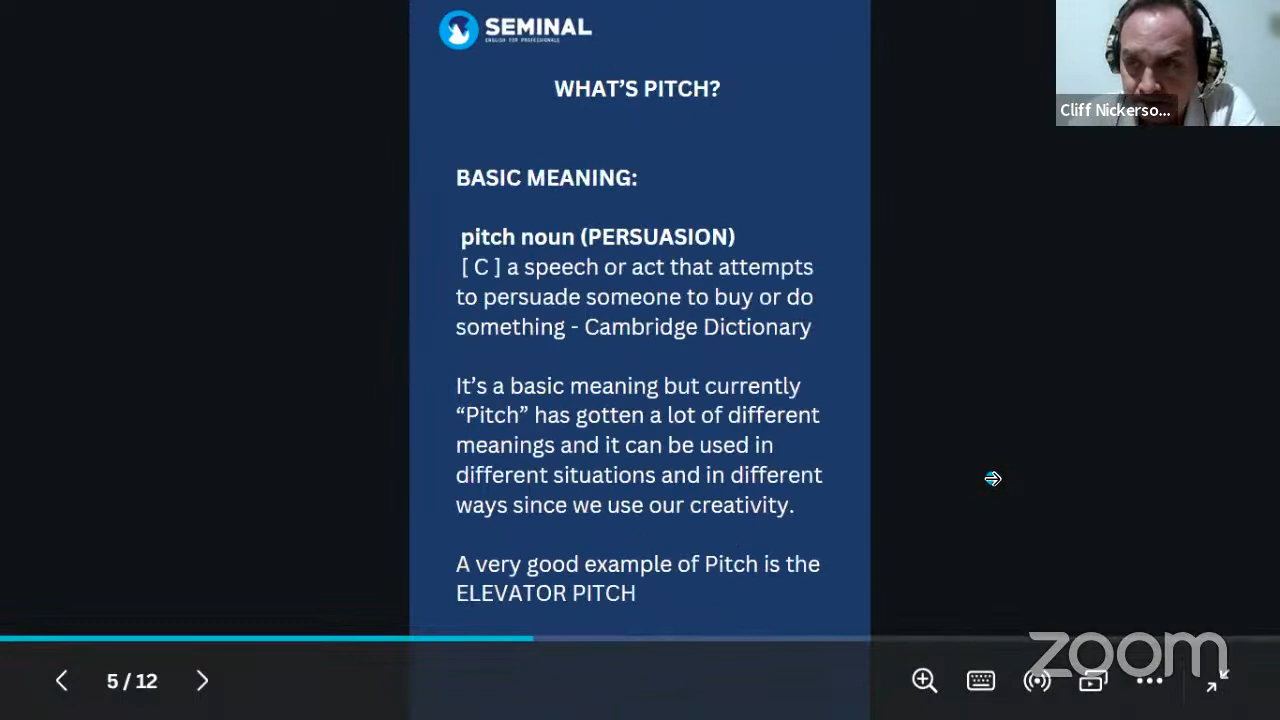 SEMINAL
ENGLISH FOR PROFESSIONALS
WHAT'S PITCH?
Cliff Nickerso...
BASIC MEANING:
pitch noun (PERSUASION)
[ C ] a speech or act that attempts
to persuade someone to buy or do
something - Cambridge Dictionary
It's a basic meaning but currently
“Pitch” has gotten a lot of different
meanings and it can be used in
different situations and in different
ways since we use our creativity.
A very good example of Pitch is the
ELEVATOR PITCH
zoom
5 / 12